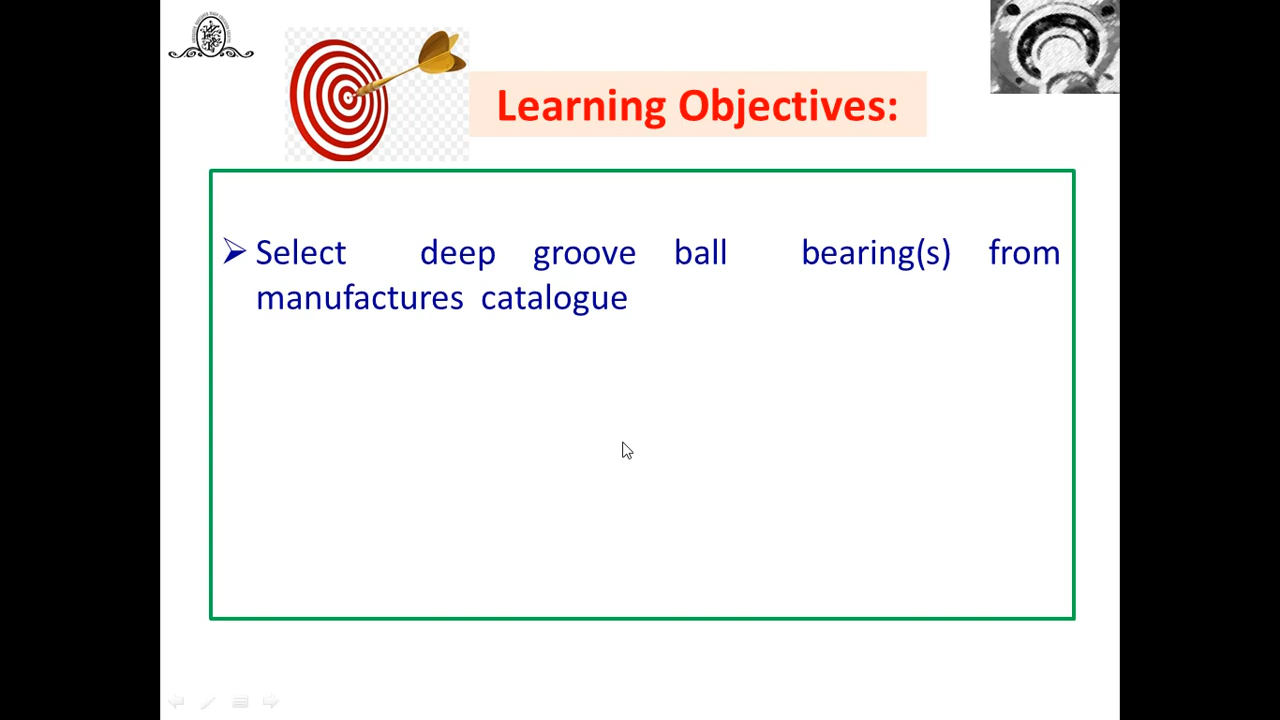 Learning Objectives:
Select deep groove ball bearing(s) from
manufactures catalogue